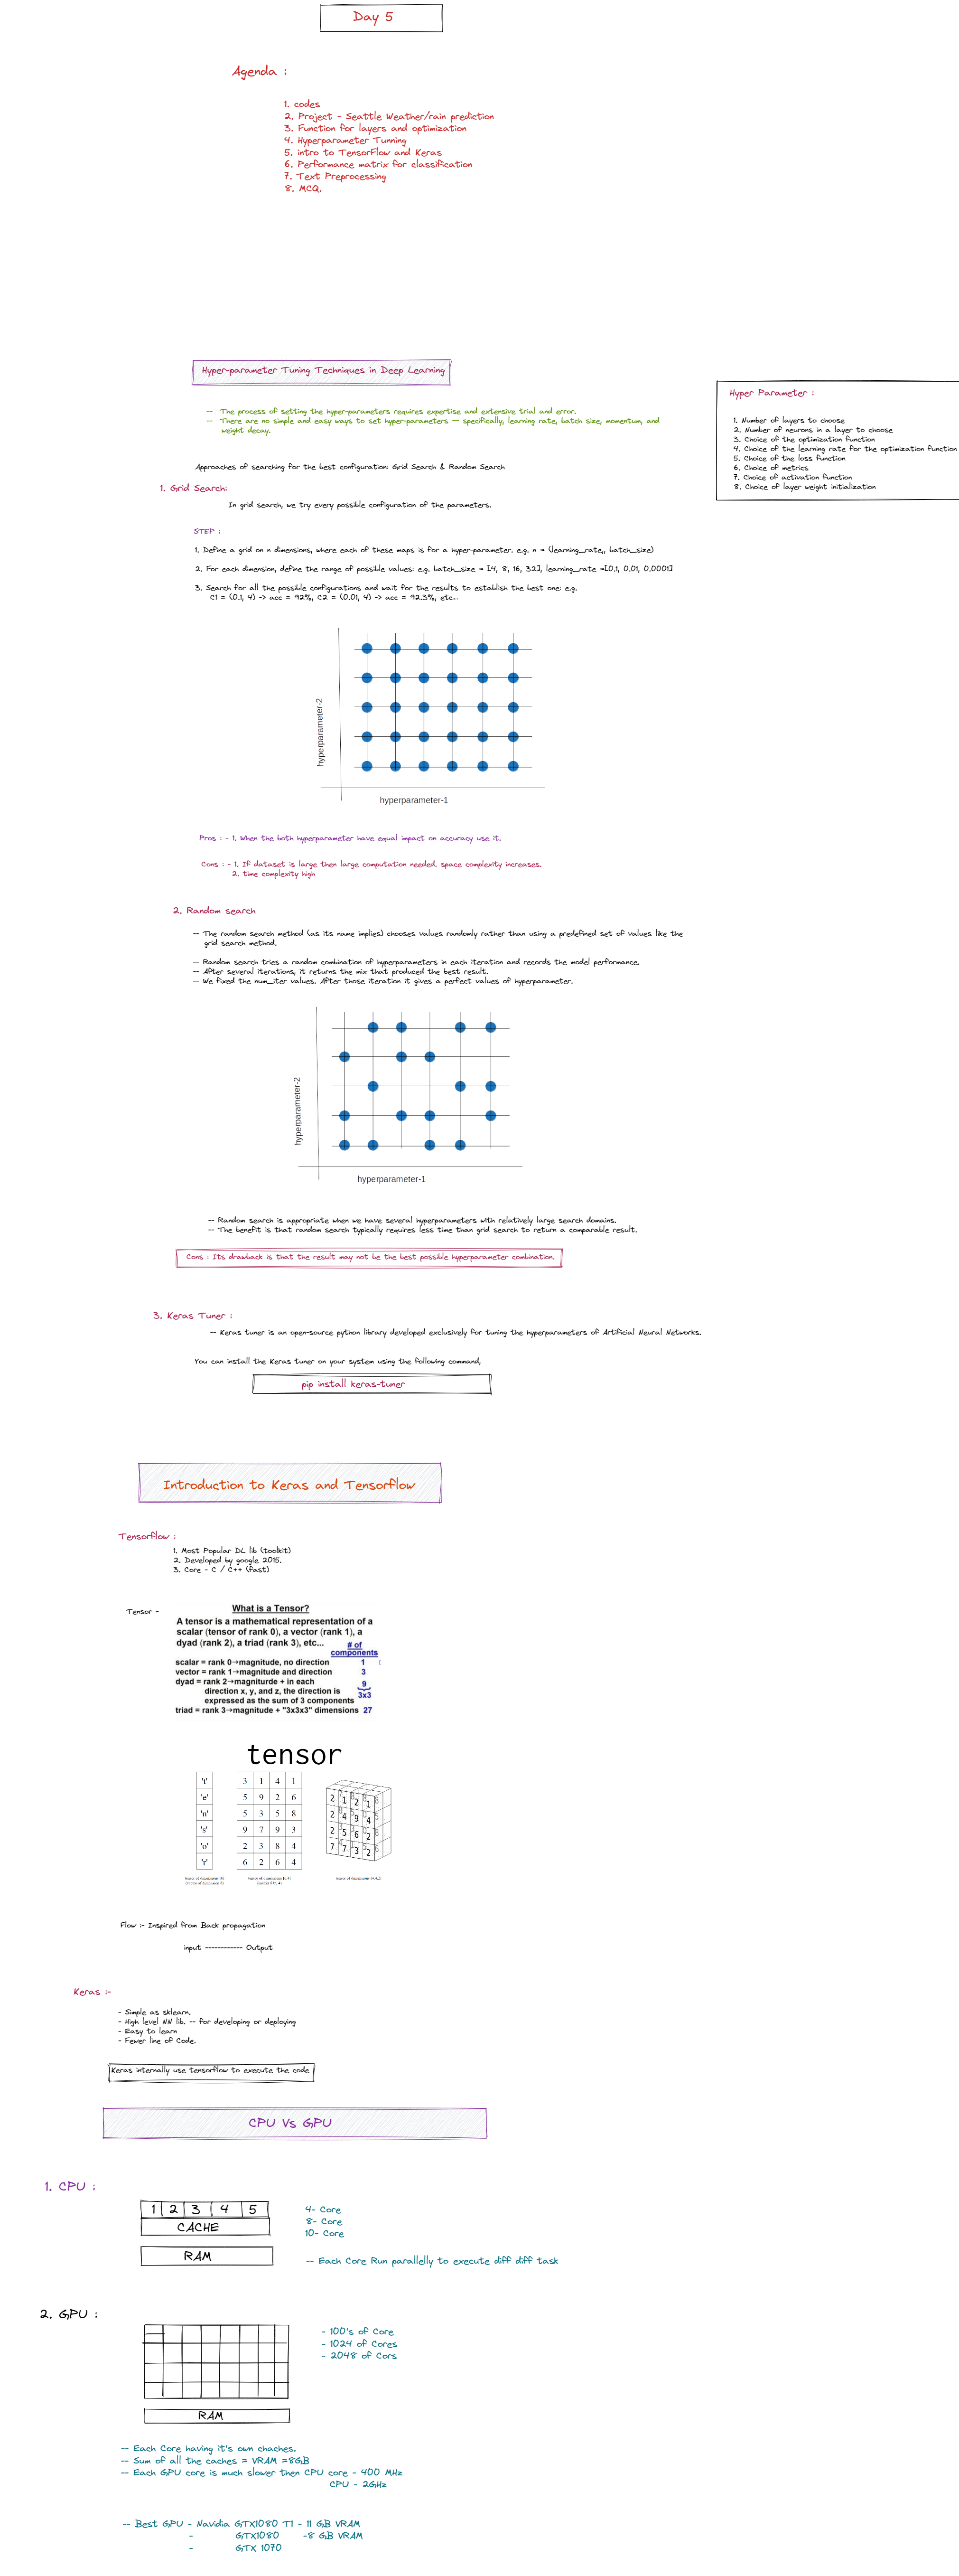 Day 5
Agenda :
1. codes
2. Project - Seattle Weather/rain prediction
3. Function for layers and optimization
4. Hyperparameter Tunning
5. intro to TensorFlow and Keras
6. Performance matrix for classification
7. Text Preprocessing
8. MCQ.
Hyper-parameter Tuning Techniques in Deep Learning
-- The process of setting the hyper-parameters requires expertise and extensive trial and error.
-- There are no simple and easy ways to set hyper-parameters — specifically, learning rate, batch size, momentum, and
weight decay.
Hyper Parameter :
1. Number of layers to choose
2. Number of neurons in a layer to choose
3. Choice of the optimization function
4. Choice of the learning rate for the optimization function
5. Choice of the loss function
6. Choice of metrics
7. Choice of activation function
8. Choice of layer weight initialization
Approaches of searching for the best configuration: Grid Search & Random Search
1. Grid Search:
In grid search, we try every possible configuration of the parameters.
STEP :
1. Define a grid on n dimensions, where each of these maps is for a hyper-parameter. e.g. n = (learning_rate,, batch_size)
2. For each dimension, define the range of possible values: e.g. batch_size = [4, 8, 16, 32], learning_rate =[0.1, 0.01, 0.0001]
3. Search for all the possible configurations and wait for the results to establish the best one: e.g.
C1 = (0.1, 4) -> acc = 92%, C2 = (0.01, 4) -> acc = 92.3%, etc...
hyperparameter-2
hyperparameter-1
Pros : - 1. When the both hyperparameter have equal impact on accuracy use it.
Cons : - 1. If dataset is large then large computation needed. space complexity increases.
2. time complexity high
2. Random search
-- The random search method (as its name implies) chooses values randomly rather than using a predefined set of values like the
grid search method.
-- Random search tries a random combination of hyperparameters in each iteration and records the model performance.
-- After several iterations, it returns the mix that produced the best result.
-- We fixed the num_iter values. After those iteration it gives a perfect values of hyperparameter.
hyperparameter-2
hyperparameter-1
-- Random search is appropriate when we have several hyperparameters with relatively large search domains.
-- The benefit is that random search typically requires less time than grid search to return a comparable result.
Cons : Its drawback is that the result may not be the best possible hyperparameter combination.
3. Keras Tuner :
-- Keras tuner is an open-source python library developed exclusively for tuning the hyperparameters of Artificial Neural Networks.
You can install the Keras tuner on your system using the following command,
pip install keras-tuner
Introduction to Keras and Tensorflow
Tensorflow :
1. Most Popular DL lib (toolkit)
2. Developed by google 2015.
3. Core - C / C++ (fast)
Tensor -
What is a Tensor?
A tensor is a mathematical representation of a
scalar (tensor of rank 0), a vector (rank 1), a
dyad (rank 2), a triad (rank 3), etc...
# of
components
scalar = rank 0→magnitude, no direction 1
vector = rank 1→magnitude and direction 3
dyad = rank 2→magniturde + in each 9
direction x, y, and z, the direction is 3x3
expressed as the sum of 3 components
triad = rank 3→magnitude + "3x3x3" dimensions 27
tensor
't' 3 1 4 1
'e' 5 9 2 6
'n' 5 3 5 8
's' 9 7 9 3
'o' 2 3 8 4
'r' 6 2 6 4
2 1 2 1
2 4 9 4
2 5 6 2
7 7 3 2
tensor of dimensions [6]
(vector of dimension 6)
tensor of dimensions [6,4]
(matrix 6 by 4)
tensor of dimensions [4,4,2]
Flow :- Inspired from Back propagation
input ------------ Output
Keras :-
- Simple as sklearn.
- High level NN lib. -- for developing or deploying
- Easy to learn
- Fewer line of Code.
Keras internally use tensorflow to execute the code
CPU Vs GPU
1. CPU :
1 2 3 4 5
CACHE
RAM
4- Core
8- Core
10- Core
-- Each Core Run parallelly to execute diff diff task
2. GPU :
- 100's of Core
- 1024 of Cores
- 2048 of Cors
RAM
-- Each Core having it's own chaches.
-- Sum of all the caches = VRAM =8GB
-- Each GPU core is much slower then CPU core - 400 MHz
CPU - 2GHz
-- Best GPU - Navidia GTX1080 TI - 11 GB VRAM
- GTX1080 -8 GB VRAM
- GTX 1070